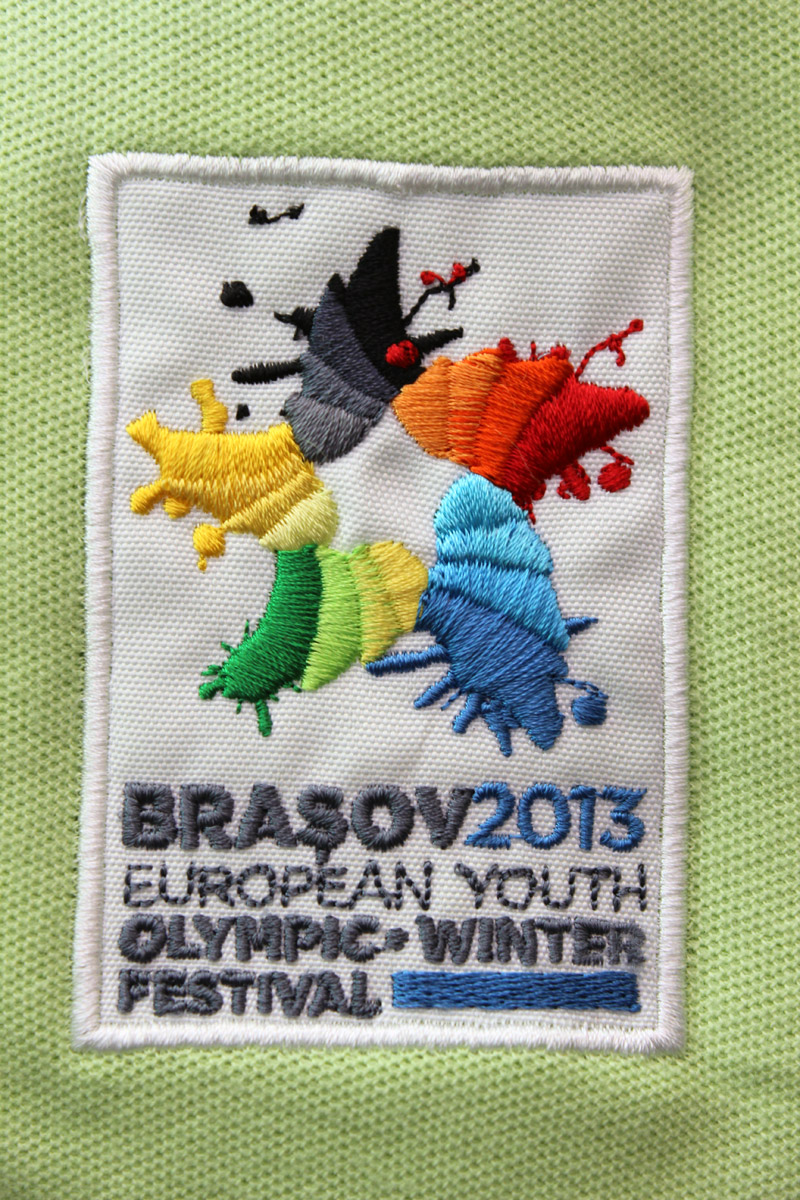 BRAȘOV2013
EUROPEAN YOUTH
OLYMPIC• WINTER
FESTIVAL